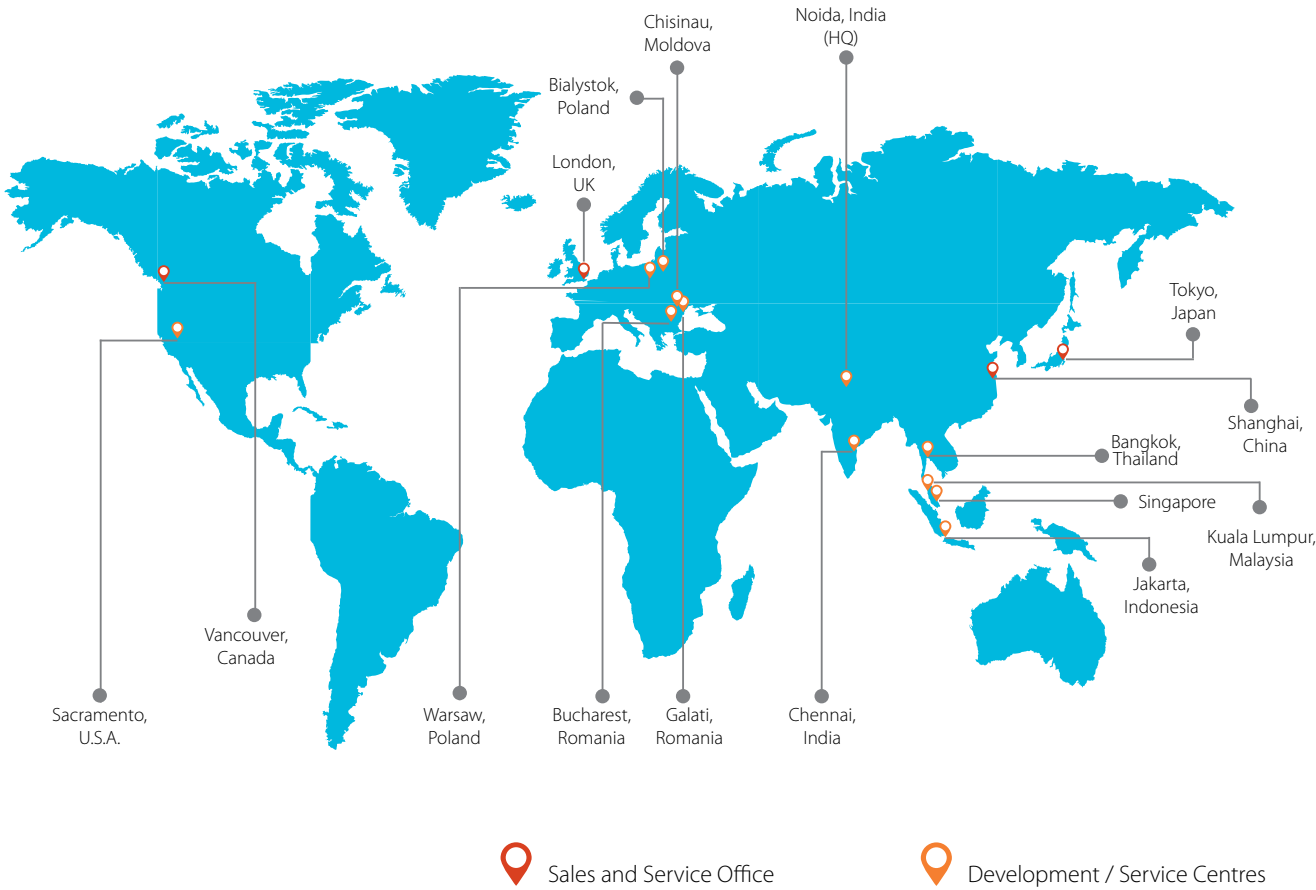 Noida, India
(HQ)
Chisinau,
Moldova
Bialystok,
Poland
London,
UK
Tokyo,
Japan
Shanghai,
China
Bangkok,
Thailand
Singapore
Kuala Lumpur,
Malaysia
Jakarta,
Indonesia
Vancouver,
Canada
Sacramento,
U.S.A.
Warsaw,
Poland
Bucharest,
Romania
Galati,
Romania
Chennai,
India
Sales and Service Office
Development / Service Centres